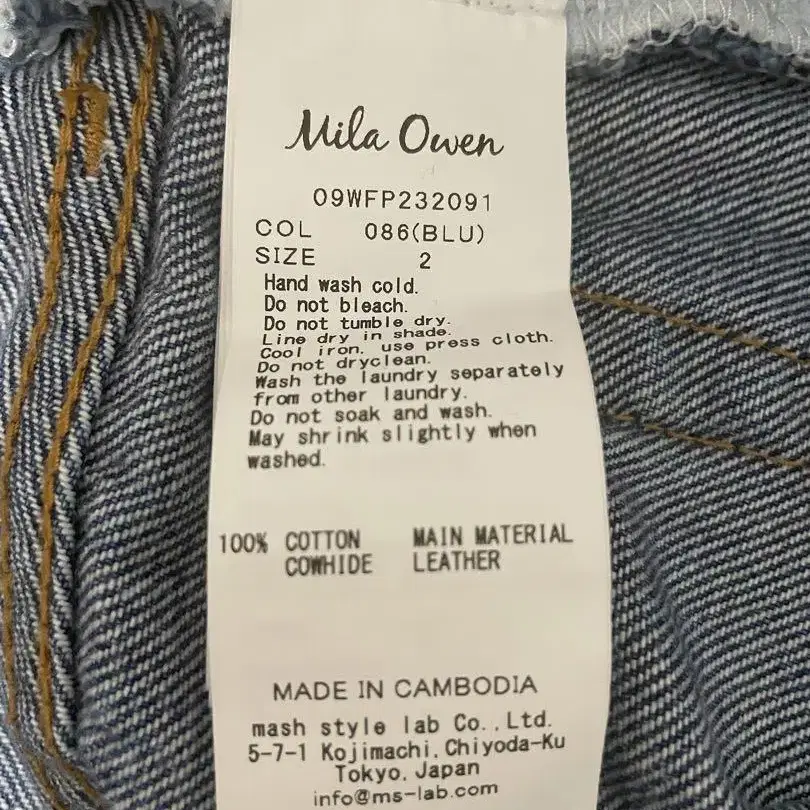 Mila Owen
09WFP232091
COL 086(BLU)
SIZE 2
Hand wash cold.
Do not bleach.
Do not tumble dry.
Line dry in shade.
Cool iron. use press cloth.
Do not dryclean.
Wash the laundry separately
from other laundry.
Do not soak and wash.
May shrink slightly when
washed.
100% COTTON MAIN MATERIAL
COWHIDE LEATHER
MADE IN CAMBODIA
mash style lab Co.,Ltd.
5-7-1 Kojimachi,Chiyoda-Ku
Tokyo,Japan
info@ms-lab.com